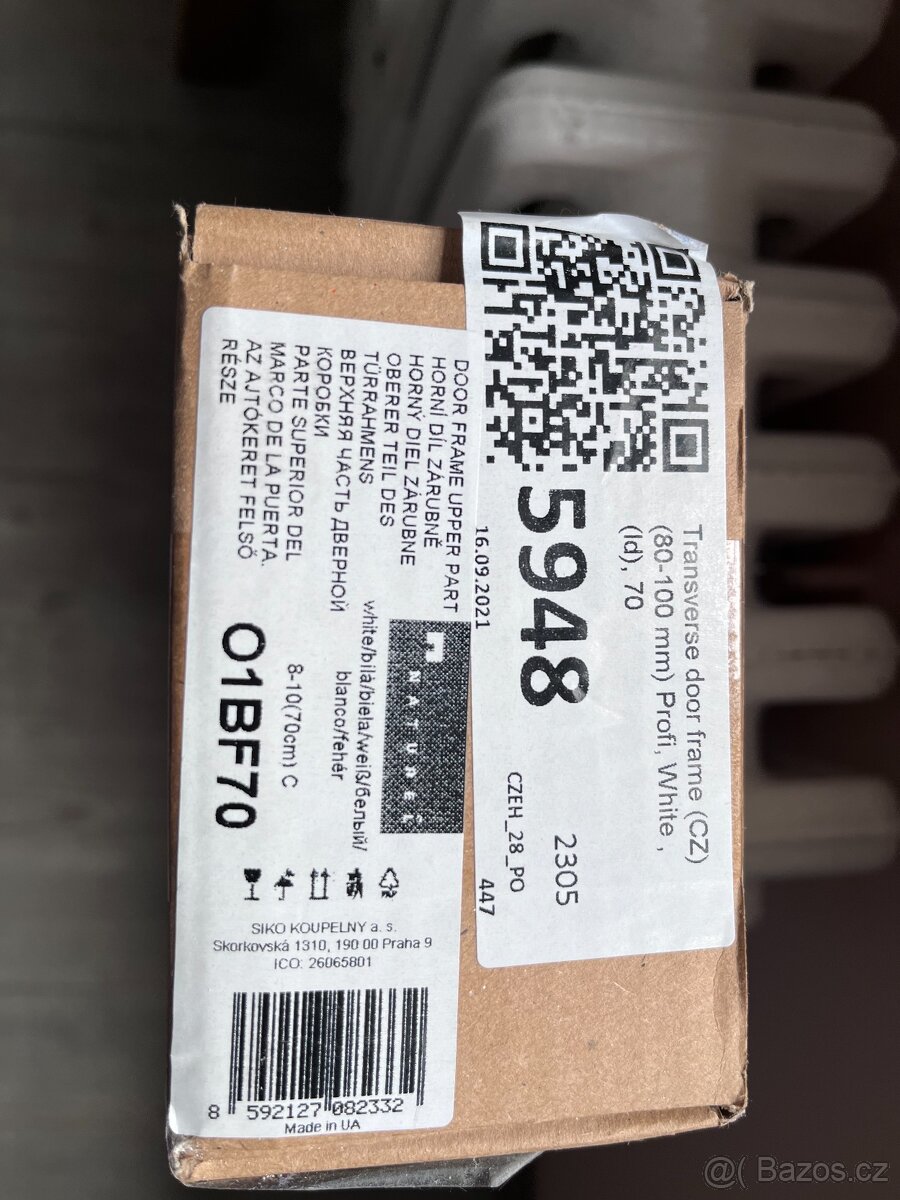 Transverse door frame (CZ)
(80-100 mm) Profi, White ,
(ld), 70
5948
2305
CZEH_28_PO
16.09.2021
447
DOOR FRAME UPPER PART
HORNÍ DÍL ZÁRUBNĚ
HORNÝ DIEL ZÁRUBNE
OBERER TEIL DES
TÜRRAHMENS
ВЕРХНЯЯ ЧАСТЬ ДВЕРНОЙ
КОРОБКИ
PARTE SUPERIOR DEL
MARCO DE LA PUERTA.
AZ AJTÓKERET FELSŐ
RÉSZE
NATUREL
white/bílá/biela/weiß/белый/
blanco/fehér
8-10(70cm) C
O1BF70
SIKO KOUPELNY a. s.
Skorkovská 1310, 190 00 Praha 9
ICO: 26065801
8 592127 082332
Made in UA
@( Bazos.cz